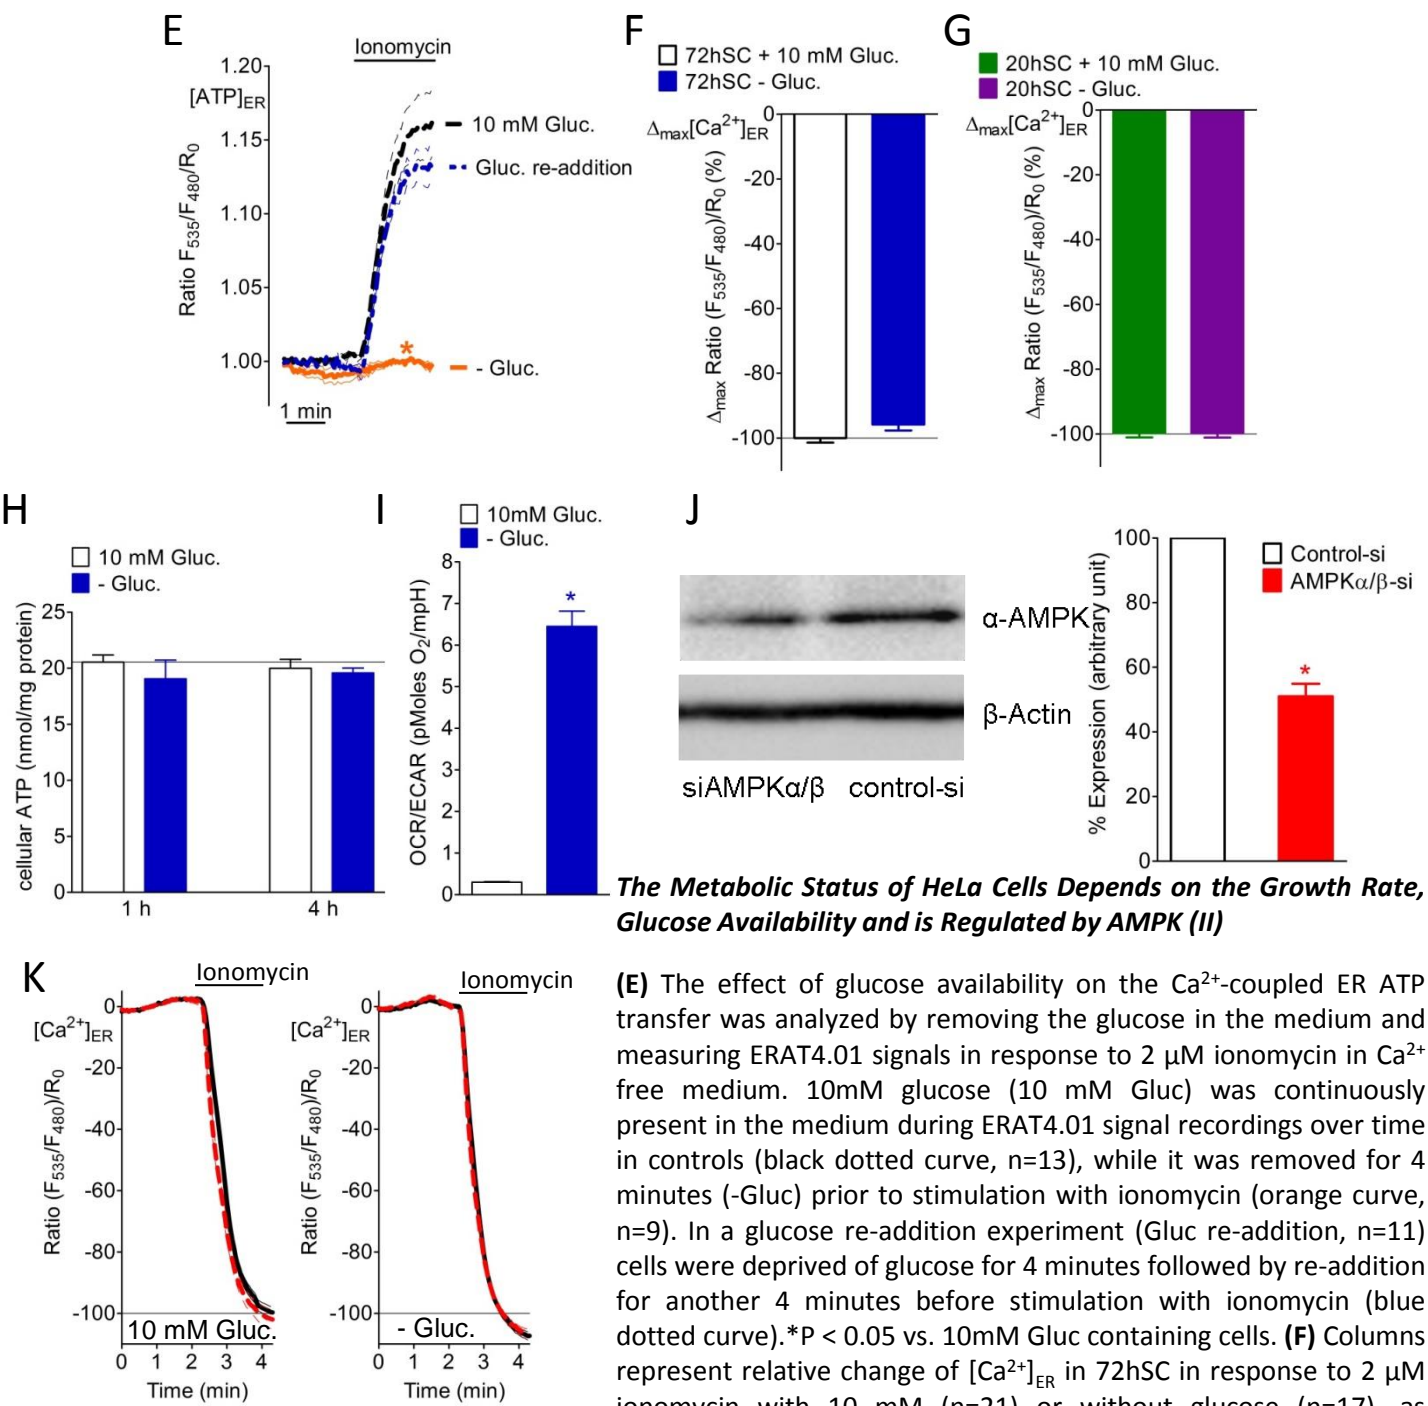 E
Ionomycin
1.20
[ATP]ER
1.15
1.10
1.05
1.00
Ratio F535/F480/R0
10 mM Gluc.
Gluc. re-addition
*
- Gluc.
1 min
F
72hSC + 10 mM Gluc.
72hSC - Gluc.
Δmax[Ca2+]ER
Δmax Ratio (F535/F480)/R0 (%)
0
-20
-40
-60
-80
-100
G
20hSC + 10 mM Gluc.
20hSC - Gluc.
Δmax[Ca2+]ER
Δmax Ratio (F535/F480)/R0 (%)
0
-20
-40
-60
-80
-100
H
10 mM Gluc.
- Gluc.
cellular ATP (nmol/mg protein)
25
20
15
10
5
0
1 h
4 h
I
10mM Gluc.
- Gluc.
OCR/ECAR (pMoles O2/mpH)
8
7
6
5
4
3
2
1
0
*
J
α-AMPK
β-Actin
siAMPKα/β control-si
% Expression (arbitrary unit)
100
80
60
40
20
0
Control-si
AMPKα/β-si
*
The Metabolic Status of HeLa Cells Depends on the Growth Rate,
Glucose Availability and is Regulated by AMPK (II)
K
Ionomycin
[Ca2+]ER
Ratio (F535/F480)/R0
0
-20
-40
-60
-80
-100
10 mM Gluc.
0 1 2 3 4
Time (min)
Ionomycin
[Ca2+]ER
Ratio (F535/F480)/R0
0
-20
-40
-60
-80
-100
- Gluc.
0 1 2 3 4
Time (min)
(E) The effect of glucose availability on the Ca2+-coupled ER ATP
transfer was analyzed by removing the glucose in the medium and
measuring ERAT4.01 signals in response to 2 µM ionomycin in Ca2+
free medium. 10mM glucose (10 mM Gluc) was continuously
present in the medium during ERAT4.01 signal recordings over time
in controls (black dotted curve, n=13), while it was removed for 4
minutes (-Gluc) prior to stimulation with ionomycin (orange curve,
n=9). In a glucose re-addition experiment (Gluc re-addition, n=11)
cells were deprived of glucose for 4 minutes followed by re-addition
for another 4 minutes before stimulation with ionomycin (blue
dotted curve).*P < 0.05 vs. 10mM Gluc containing cells. (F) Columns
represent relative change of [Ca2+]ER in 72hSC in response to 2 µM
ionomycin with 10 mM (n=21) or without glucose (n=17), as